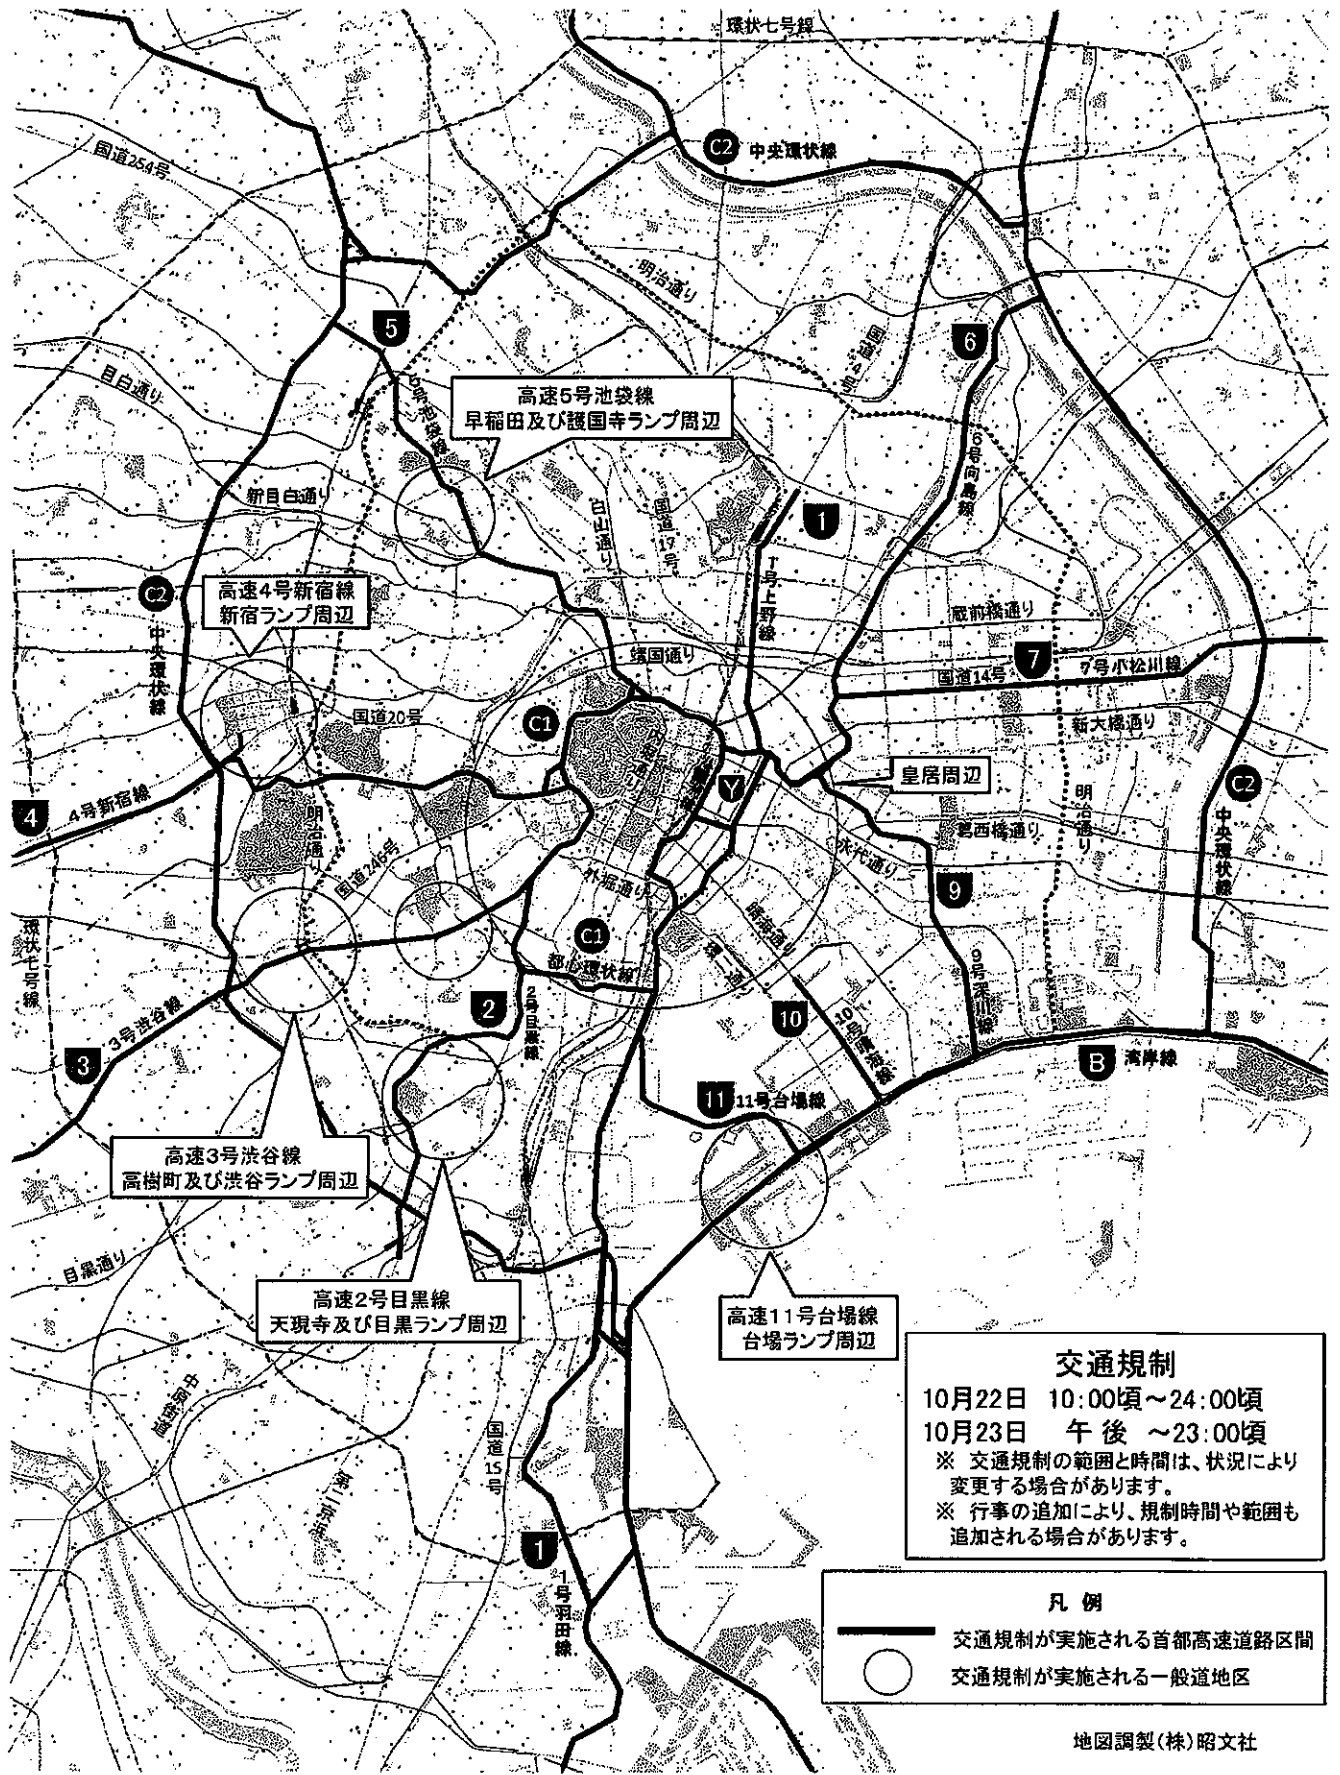 環状七号線
C2 中央環状線
国道254号
明治通り
国道4号
5
6
目白通り
5号池袋線
高速5号池袋線
早稲田及び護国寺ランプ周辺
6号向島線
新目白通り
白山通り
国道17号
1
1号上野線
C2
中央環状線
高速4号新宿線
新宿ランプ周辺
蔵前橋通り
靖国通り
7
7号小松川線
国道14号
国道20号
C1
内堀通り
新大橋通り
皇居周辺
Y
C2
中央環状線
4
4号新宿線
明治通り
明治通り
葛西橋通り
永代通り
国道246号
外堀通り
9
9号深川線
晴海通り
環二通り
C1
都心環状線
環状七号線
2
2号目黒線
10
10号晴海線
3
3号渋谷線
B 湾岸線
11 11号台場線
高速3号渋谷線
高樹町及び渋谷ランプ周辺
目黒通り
高速2号目黒線
天現寺及び目黒ランプ周辺
高速11号台場線
台場ランプ周辺
中原街道
国道15号
第二京浜
1
1号羽田線
交通規制
10月22日 10:00頃～24:00頃
10月23日 午後 ～23:00頃
※ 交通規制の範囲と時間は、状況により
変更する場合があります。
※ 行事の追加により、規制時間や範囲も
追加される場合があります。
凡例
交通規制が実施される首都高速道路区間
交通規制が実施される一般道地区
地図調製(株)昭文社